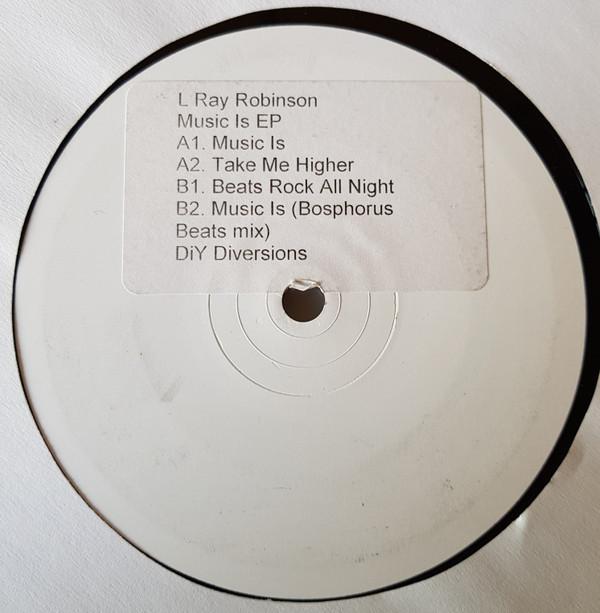 L Ray Robinson
Music Is EP
A1. Music Is
A2. Take Me Higher
B1. Beats Rock All Night
B2. Music Is (Bosphorus
Beats mix)
DiY Diversions